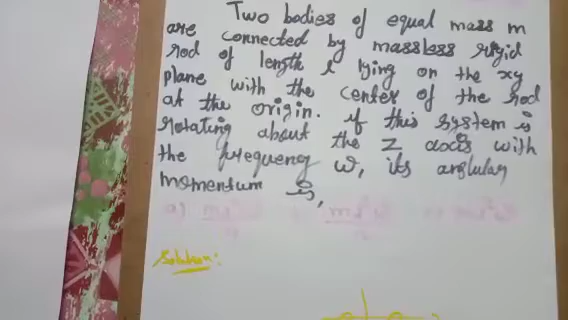 Two bodies of equal mass m
are connected by massless rigid
rod of length l lying on the xy
plane with the center of the rod
at the origin. If this system is
rotating about the z axis with
the frequency ω, its anglular
momentum is,
Solution: